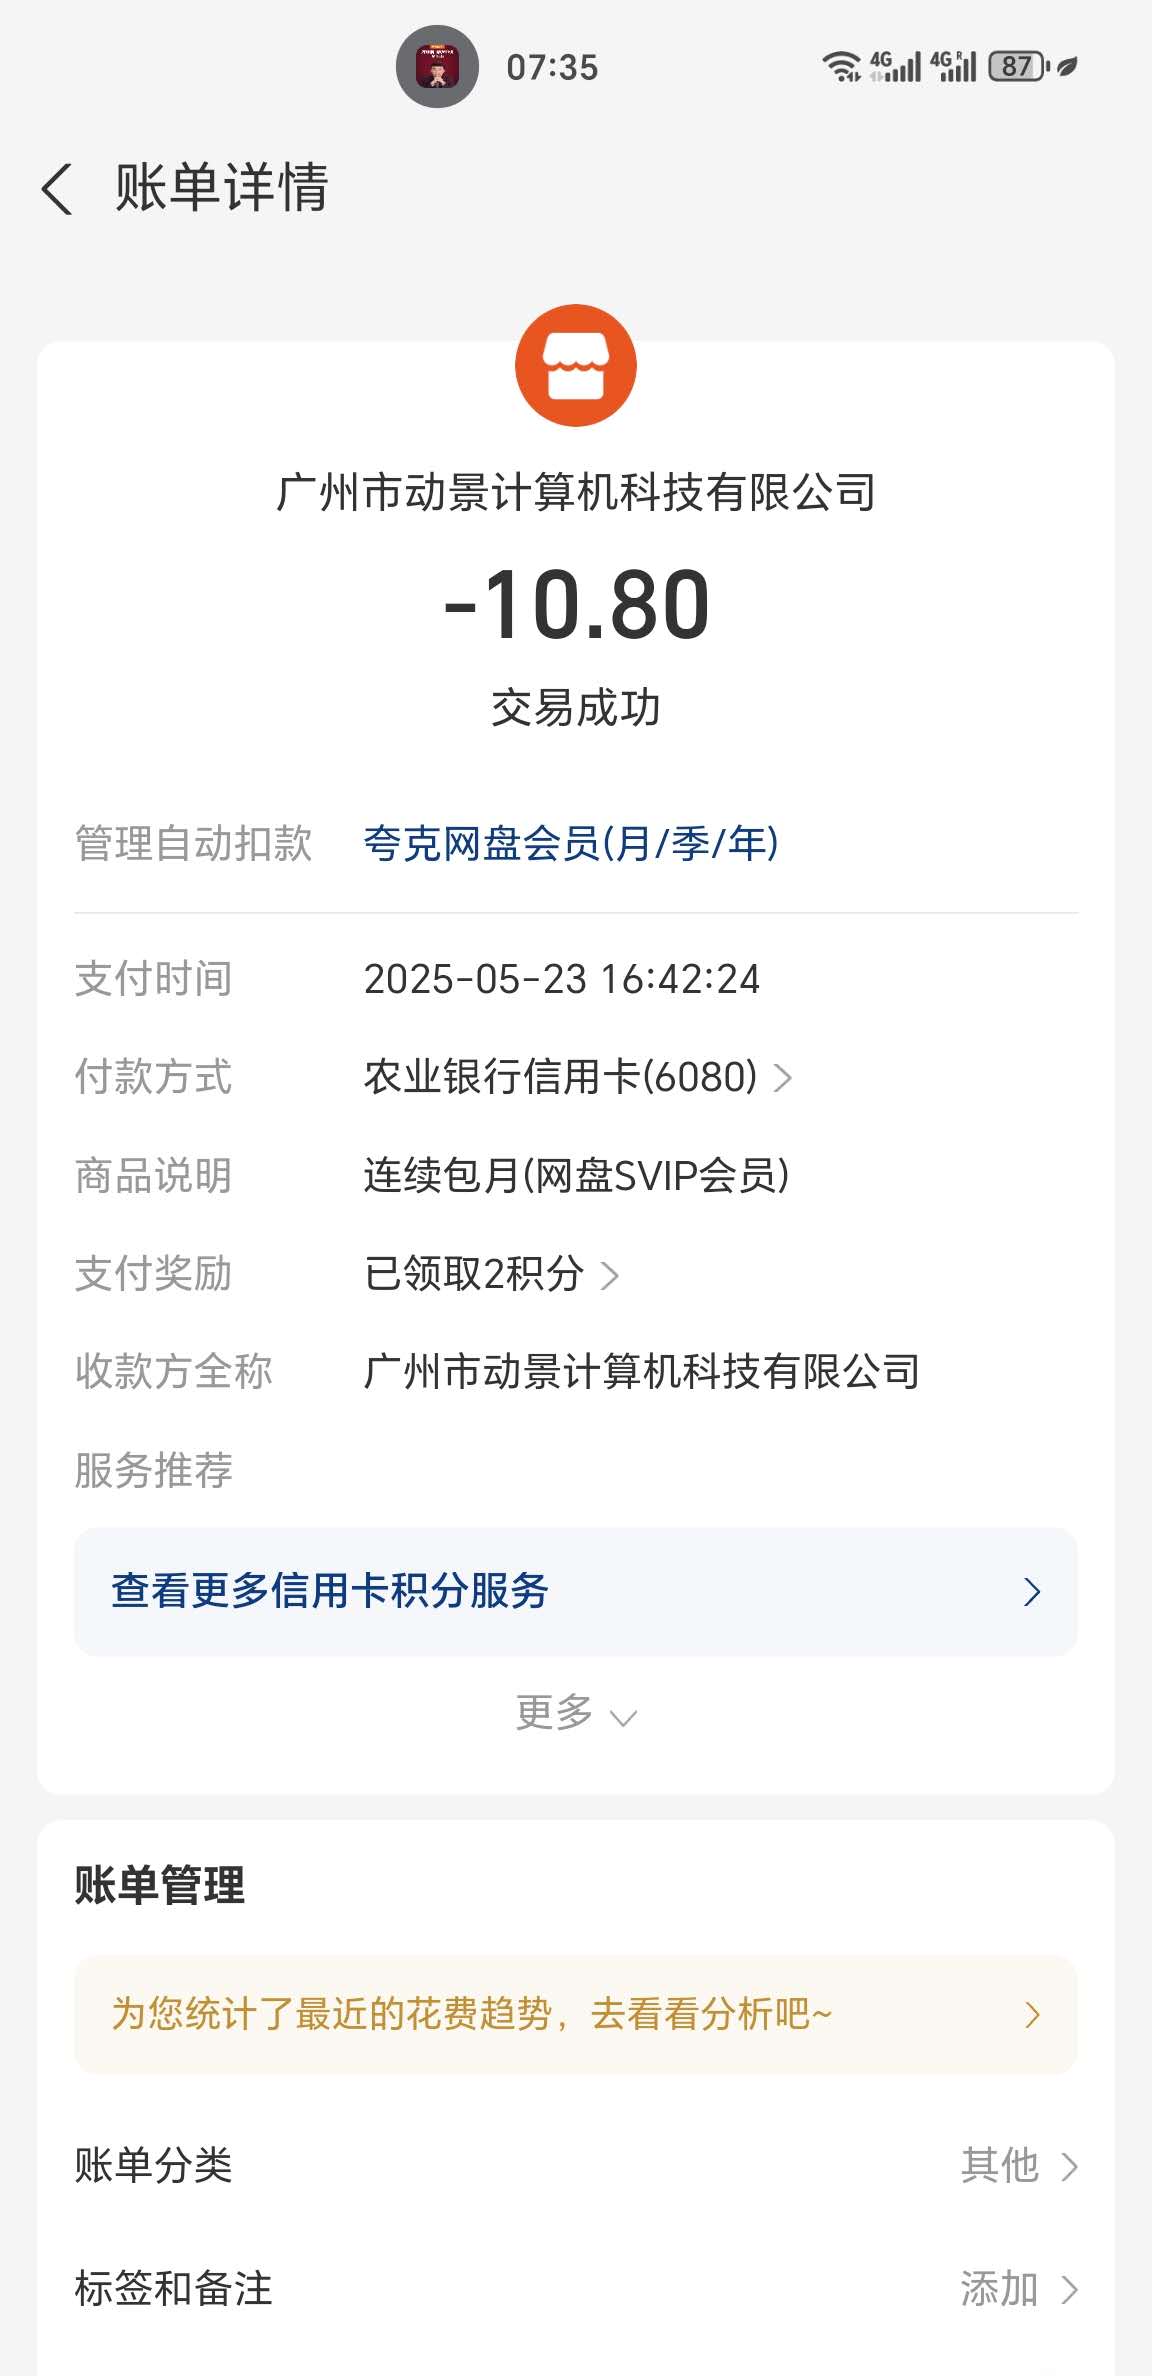 07:35
4G 4G R 87
账单详情
广州市动景计算机科技有限公司
-10.80
交易成功
管理自动扣款 夸克网盘会员(月/季/年)
支付时间 2025-05-23 16:42:24
付款方式 农业银行信用卡(6080)
商品说明 连续包月(网盘SVIP会员)
支付奖励 已领取2积分
收款方全称 广州市动景计算机科技有限公司
服务推荐
查看更多信用卡积分服务
更多
账单管理
为您统计了最近的花费趋势，去看看分析吧~
账单分类 其他
标签和备注 添加